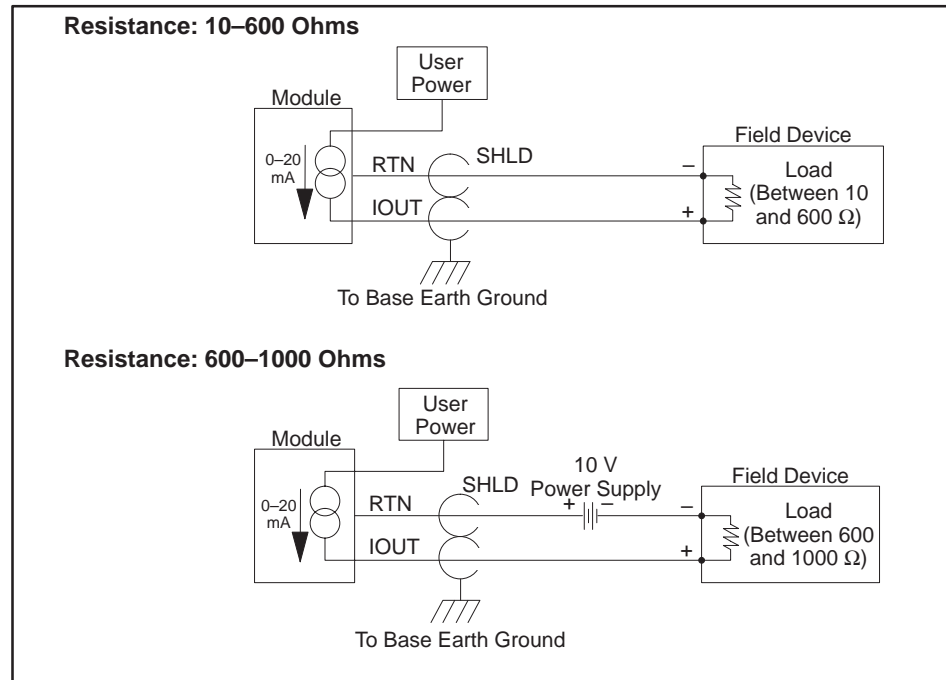 Resistance: 10–600 Ohms
User
Power
Module
0–20
mA
RTN
SHLD
IOUT
Field Device
–
+
Load
(Between 10
and 600 Ω)
To Base Earth Ground
Resistance: 600–1000 Ohms
User
Power
Module
0–20
mA
RTN
SHLD
IOUT
10 V
Power Supply
+ –
Field Device
–
+
Load
(Between 600
and 1000 Ω)
To Base Earth Ground